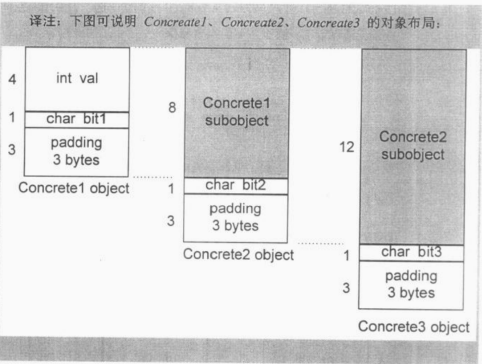 译注：下图可说明 Concreate1、Concreate2、Concreate3 的对象布局：
4
int val
1
char bit1
3
padding
3 bytes
Concrete1 object
8
Concrete1
subobject
1
char bit2
3
padding
3 bytes
Concrete2 object
12
Concrete2
subobject
1
char bit3
3
padding
3 bytes
Concrete3 object